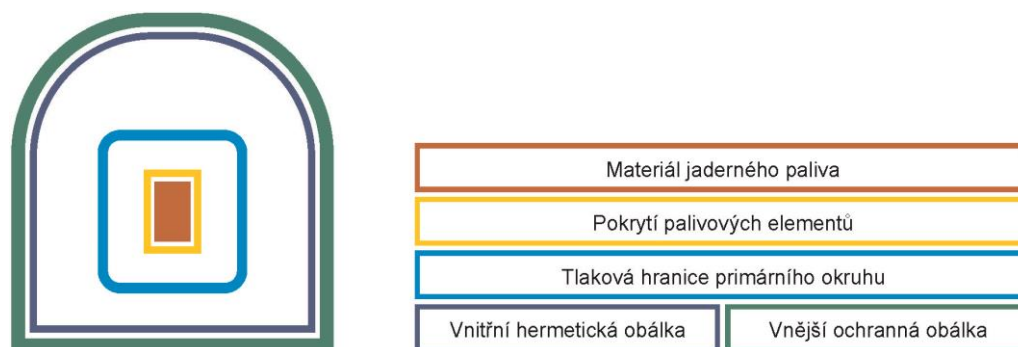 Materiál jaderného paliva
Pokrytí palivových elementů
Tlaková hranice primárního okruhu
Vnitřní hermetická obálka
Vnější ochranná obálka